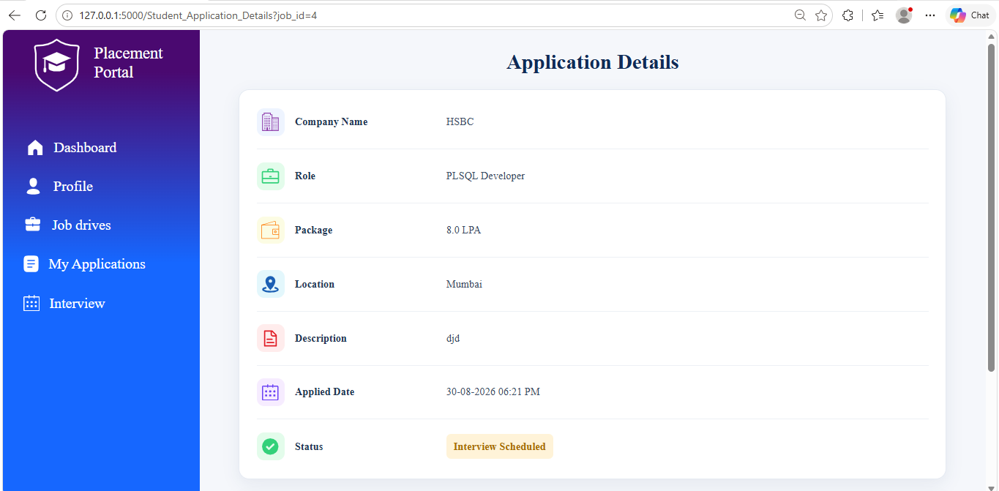 127.0.0.1:5000/Student_Application_Details?job_id=4
Chat
Placement
Portal
Dashboard
Profile
Job drives
My Applications
Interview
Application Details
Company Name HSBC
Role PLSQL Developer
Package 8.0 LPA
Location Mumbai
Description djd
Applied Date 30-08-2026 06:21 PM
Status Interview Scheduled